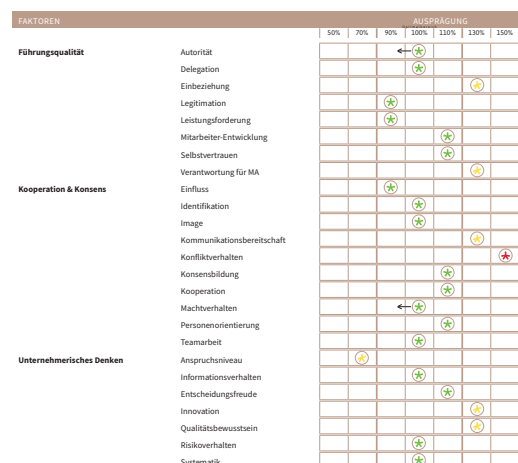 FAKTOREN AUSPRÄGUNG
50% 70% 90% 100% 110% 130% 150%
Führungsqualität Autorität
Delegation
Einbeziehung
Legitimation
Leistungsforderung
Mitarbeiter-Entwicklung
Selbstvertrauen
Verantwortung für MA
Kooperation & Konsens Einfluss
Identifikation
Image
Kommunikationsbereitschaft
Konfliktverhalten
Konsensbildung
Kooperation
Machtverhalten
Personenorientierung
Teamarbeit
Unternehmerisches Denken Anspruchsniveau
Informationsverhalten
Entscheidungsfreude
Innovation
Qualitätsbewusstsein
Risikoverhalten
Systematik